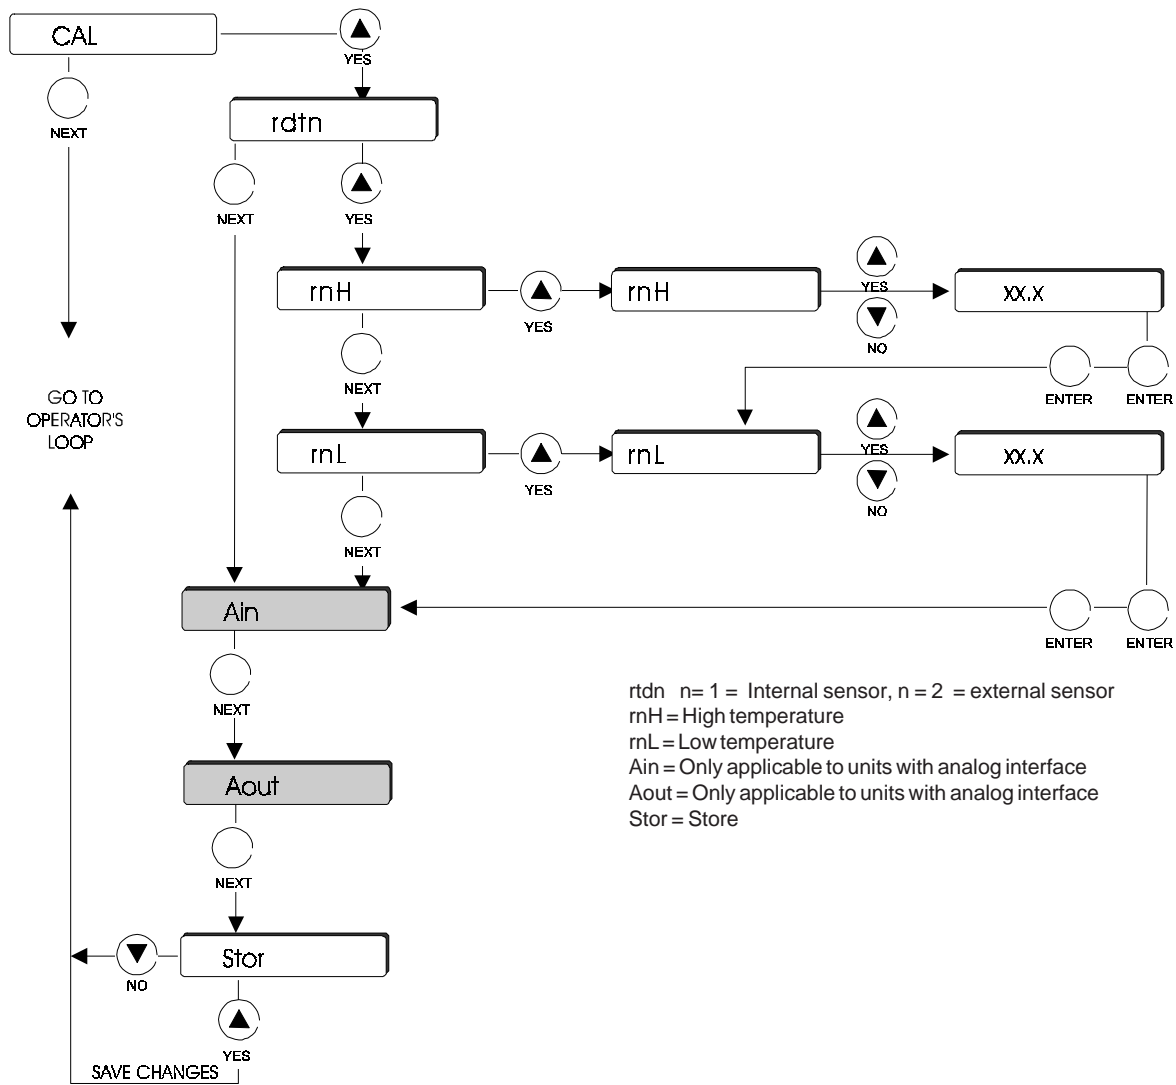 CAL
YES
NEXT
rdtn
NEXT
YES
rnH
YES
rnH
YES
NO
xx.x
NEXT
ENTER
ENTER
GO TO
OPERATOR'S
LOOP
rnL
YES
rnL
YES
NO
xx.x
NEXT
Ain
ENTER
ENTER
NEXT
rtdn n= 1 = Internal sensor, n = 2 = external sensor
rnH = High temperature
rnL = Low temperature
Ain = Only applicable to units with analog interface
Aout = Only applicable to units with analog interface
Stor = Store
Aout
NEXT
Stor
NO
YES
SAVE CHANGES